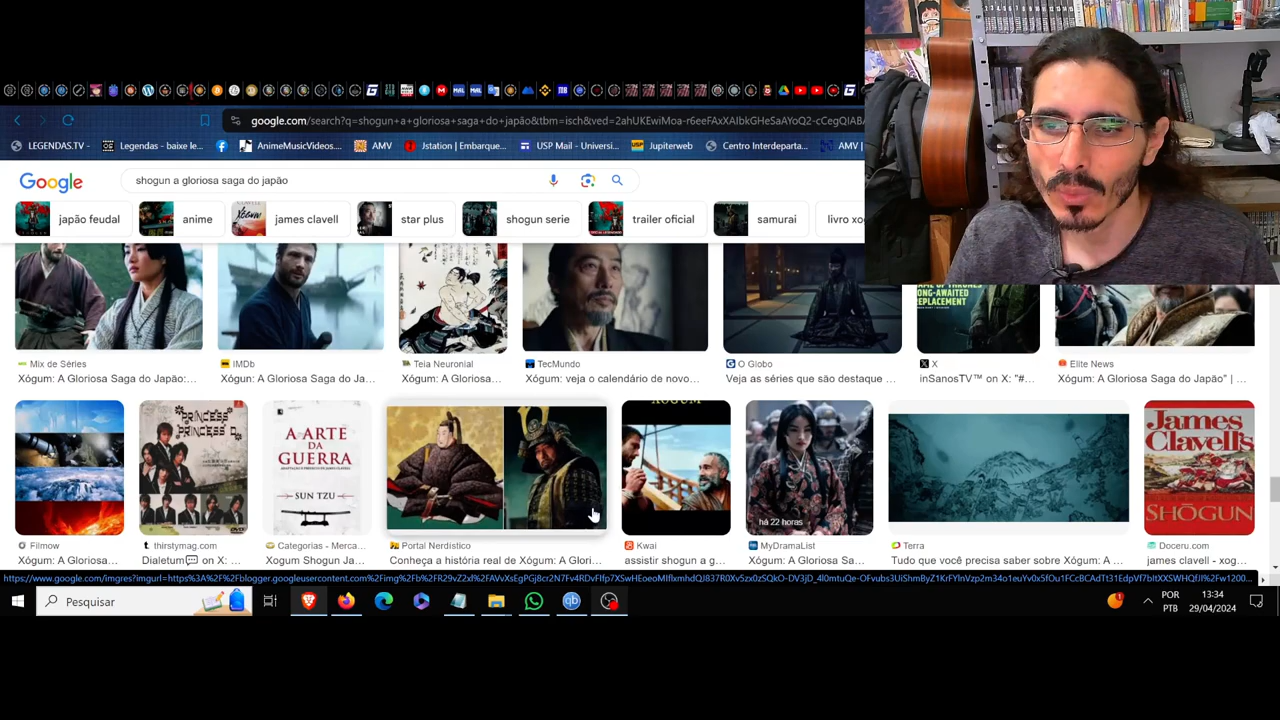 google.com/search?q=shogun+a+gloriosa+saga+do+japão&tbm=isch&ved=2ahUKEwiMoa-r6eeFAxXAIbkGHeSaAYoQ2-cCegQIABA
LEGENDAS.TV -
Legendas - baixe le...
AnimeMusicVideos...
AMV
Jstation | Embarque...
USP Mail - Universi...
Jupiterweb
Centro Interdeparta...
AMV |
Google
shogun a gloriosa saga do japão
japão feudal
anime
james clavell
star plus
shogun serie
trailer oficial
samurai
livro xo
LONG-AWAITED
REPLACEMENT
Mix de Séries
IMDb
Teia Neuronial
TecMundo
O Globo
X
Elite News
Xógum: A Gloriosa Saga do Japão:...
Xógun: A Gloriosa Saga do Ja...
Xógum: A Gloriosa...
Xógum: veja o calendário de novo...
Veja as séries que são destaque ...
inSanosTV™ on X: "#...
Xógum: A Gloriosa Saga do Japão" | ...
PRINCESS
PRINCESS D
DVD
A ARTE
DA
GUERRA
SUN TZU
XOGUM
há 22 horas
James
Clavell's
SHŌGUN
Filmow
thirstymag.com
Categorias - Merca...
Portal Nerdístico
Kwai
MyDramaList
Terra
Doceru.com
Xógum: A Gloriosa...
Dialetum💬 on X: ...
Xogum Shogun Ja...
Conheça a história real de Xógum: A Glori...
assistir shogun a g...
Xógum: A Gloriosa Sa...
Tudo que você precisa saber sobre Xógum: A ...
james clavell - xog...
Pesquisar
POR
PTB
13:34
29/04/2024